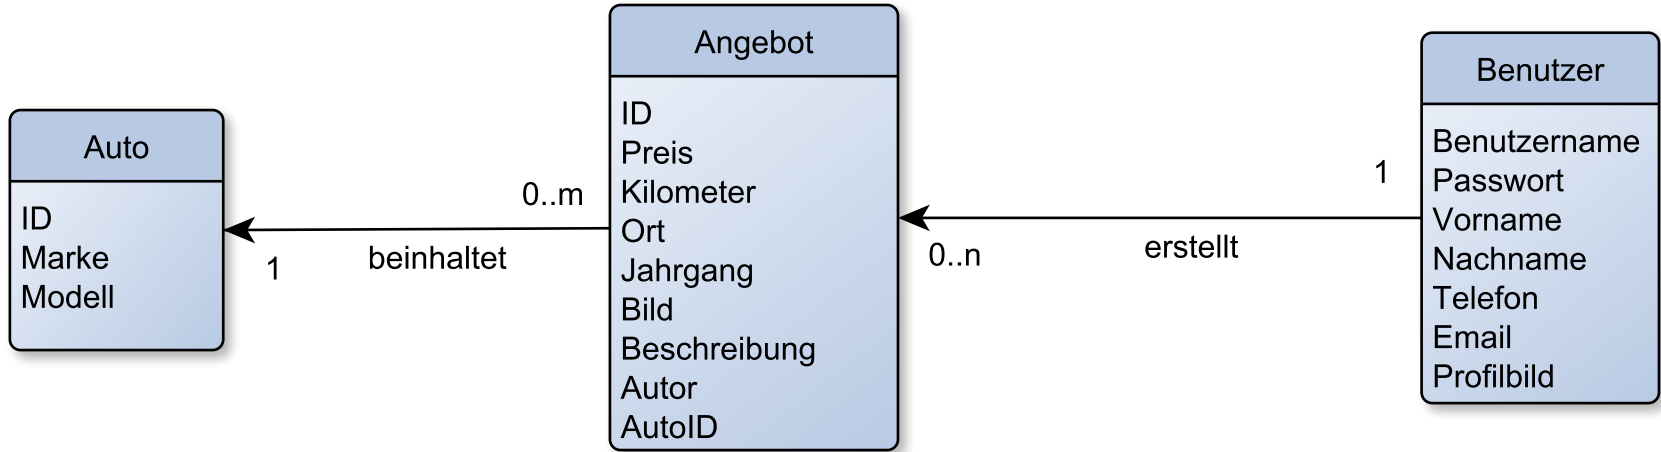 Auto
ID
Marke
Modell
1
beinhaltet
0..m
Angebot
ID
Preis
Kilometer
Ort
Jahrgang
Bild
Beschreibung
Autor
AutoID
0..n
erstellt
1
Benutzer
Benutzername
Passwort
Vorname
Nachname
Telefon
Email
Profilbild